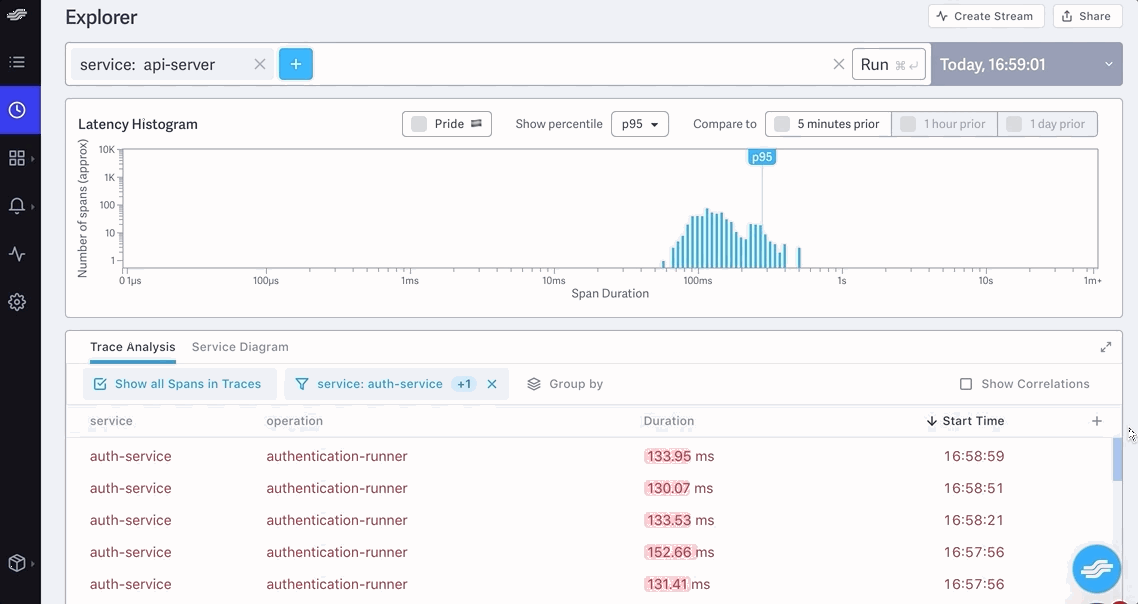 Explorer
Create Stream
Share
service: api-server
Run
Today, 16:59:01
Latency Histogram
Pride
Show percentile
p95
Compare to
5 minutes prior
1 hour prior
1 day prior
Number of spans (approx)
10K
1K
100
10
1
p95
0 1µs
100µs
1ms
10ms
100ms
1s
10s
1m+
Span Duration
Trace Analysis
Service Diagram
Show all Spans in Traces
service: auth-service +1
Group by
Show Correlations
service operation Duration Start Time
auth-service authentication-runner 133.95 ms 16:58:59
auth-service authentication-runner 130.07 ms 16:58:51
auth-service authentication-runner 133.53 ms 16:58:21
auth-service authentication-runner 152.66 ms 16:57:56
auth-service authentication-runner 131.41 ms 16:57:56